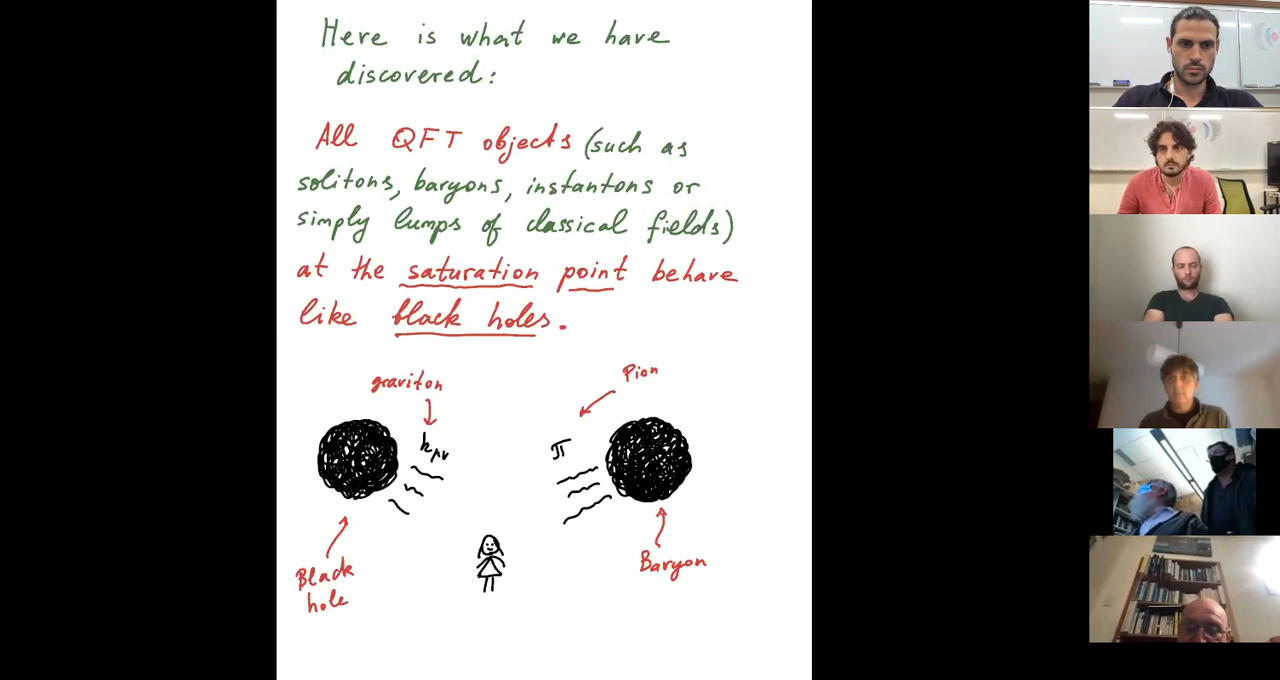 Here is what we have
discovered:
All QFT objects (such as
solitons, baryons, instantons or
simply lumps of classical fields)
at the saturation point behave
like black holes.
graviton
Pion
hμν
π
Black
hole
Baryon